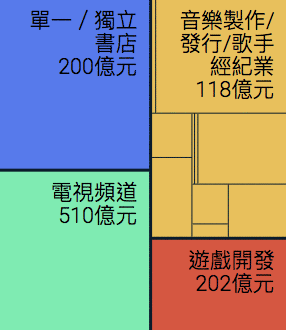 單一 / 獨立
書店
200億元
音樂製作/
發行/歌手
經紀業
118億元
電視頻道
510億元
遊戲開發
202億元